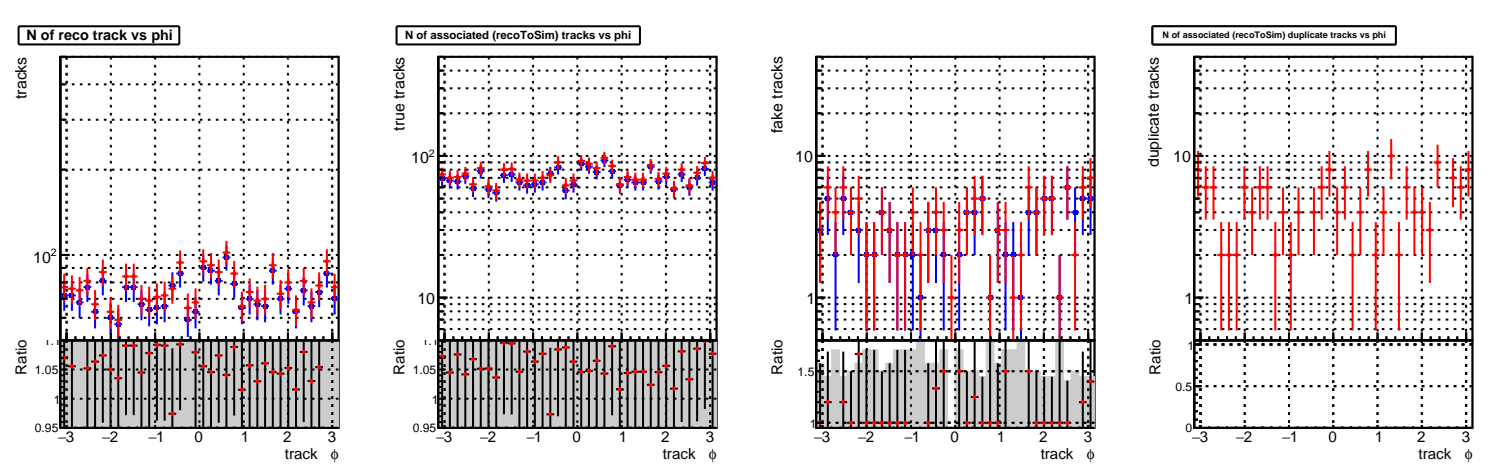 N of reco track vs phi
tracks
10²
Ratio
1.1
1.05
1
0.95
−3 −2 −1 0 1 2 3
track φ
N of associated (recoToSim) tracks vs phi
true tracks
10²
10
Ratio
1.1
1.05
1
0.95
−3 −2 −1 0 1 2 3
track φ
fake tracks
10
1
Ratio
1.5
1
−3 −2 −1 0 1 2 3
track φ
N of associated (recoToSim) duplicate tracks vs phi
duplicate tracks
10
1
Ratio
1
0.5
0
−3 −2 −1 0 1 2 3
track φ